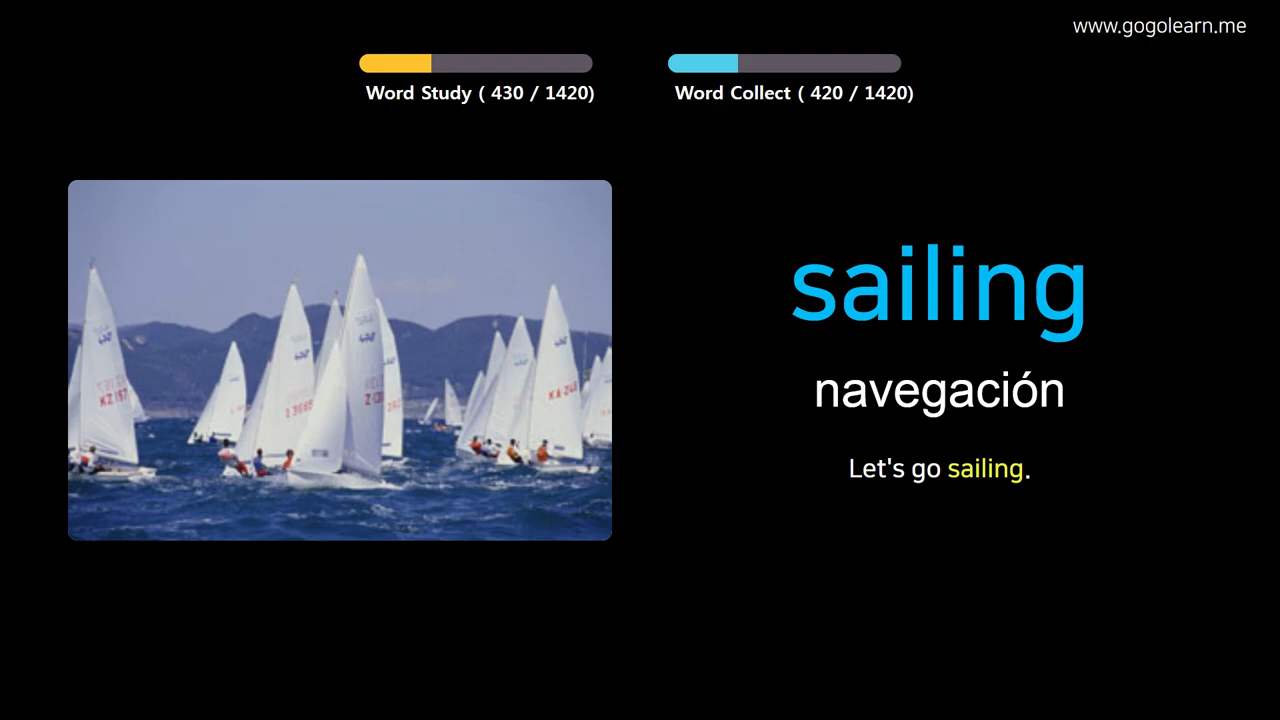 www.gogolearn.me
Word Study ( 430 / 1420)
Word Collect ( 420 / 1420)
sailing
navegación
Let's go sailing.